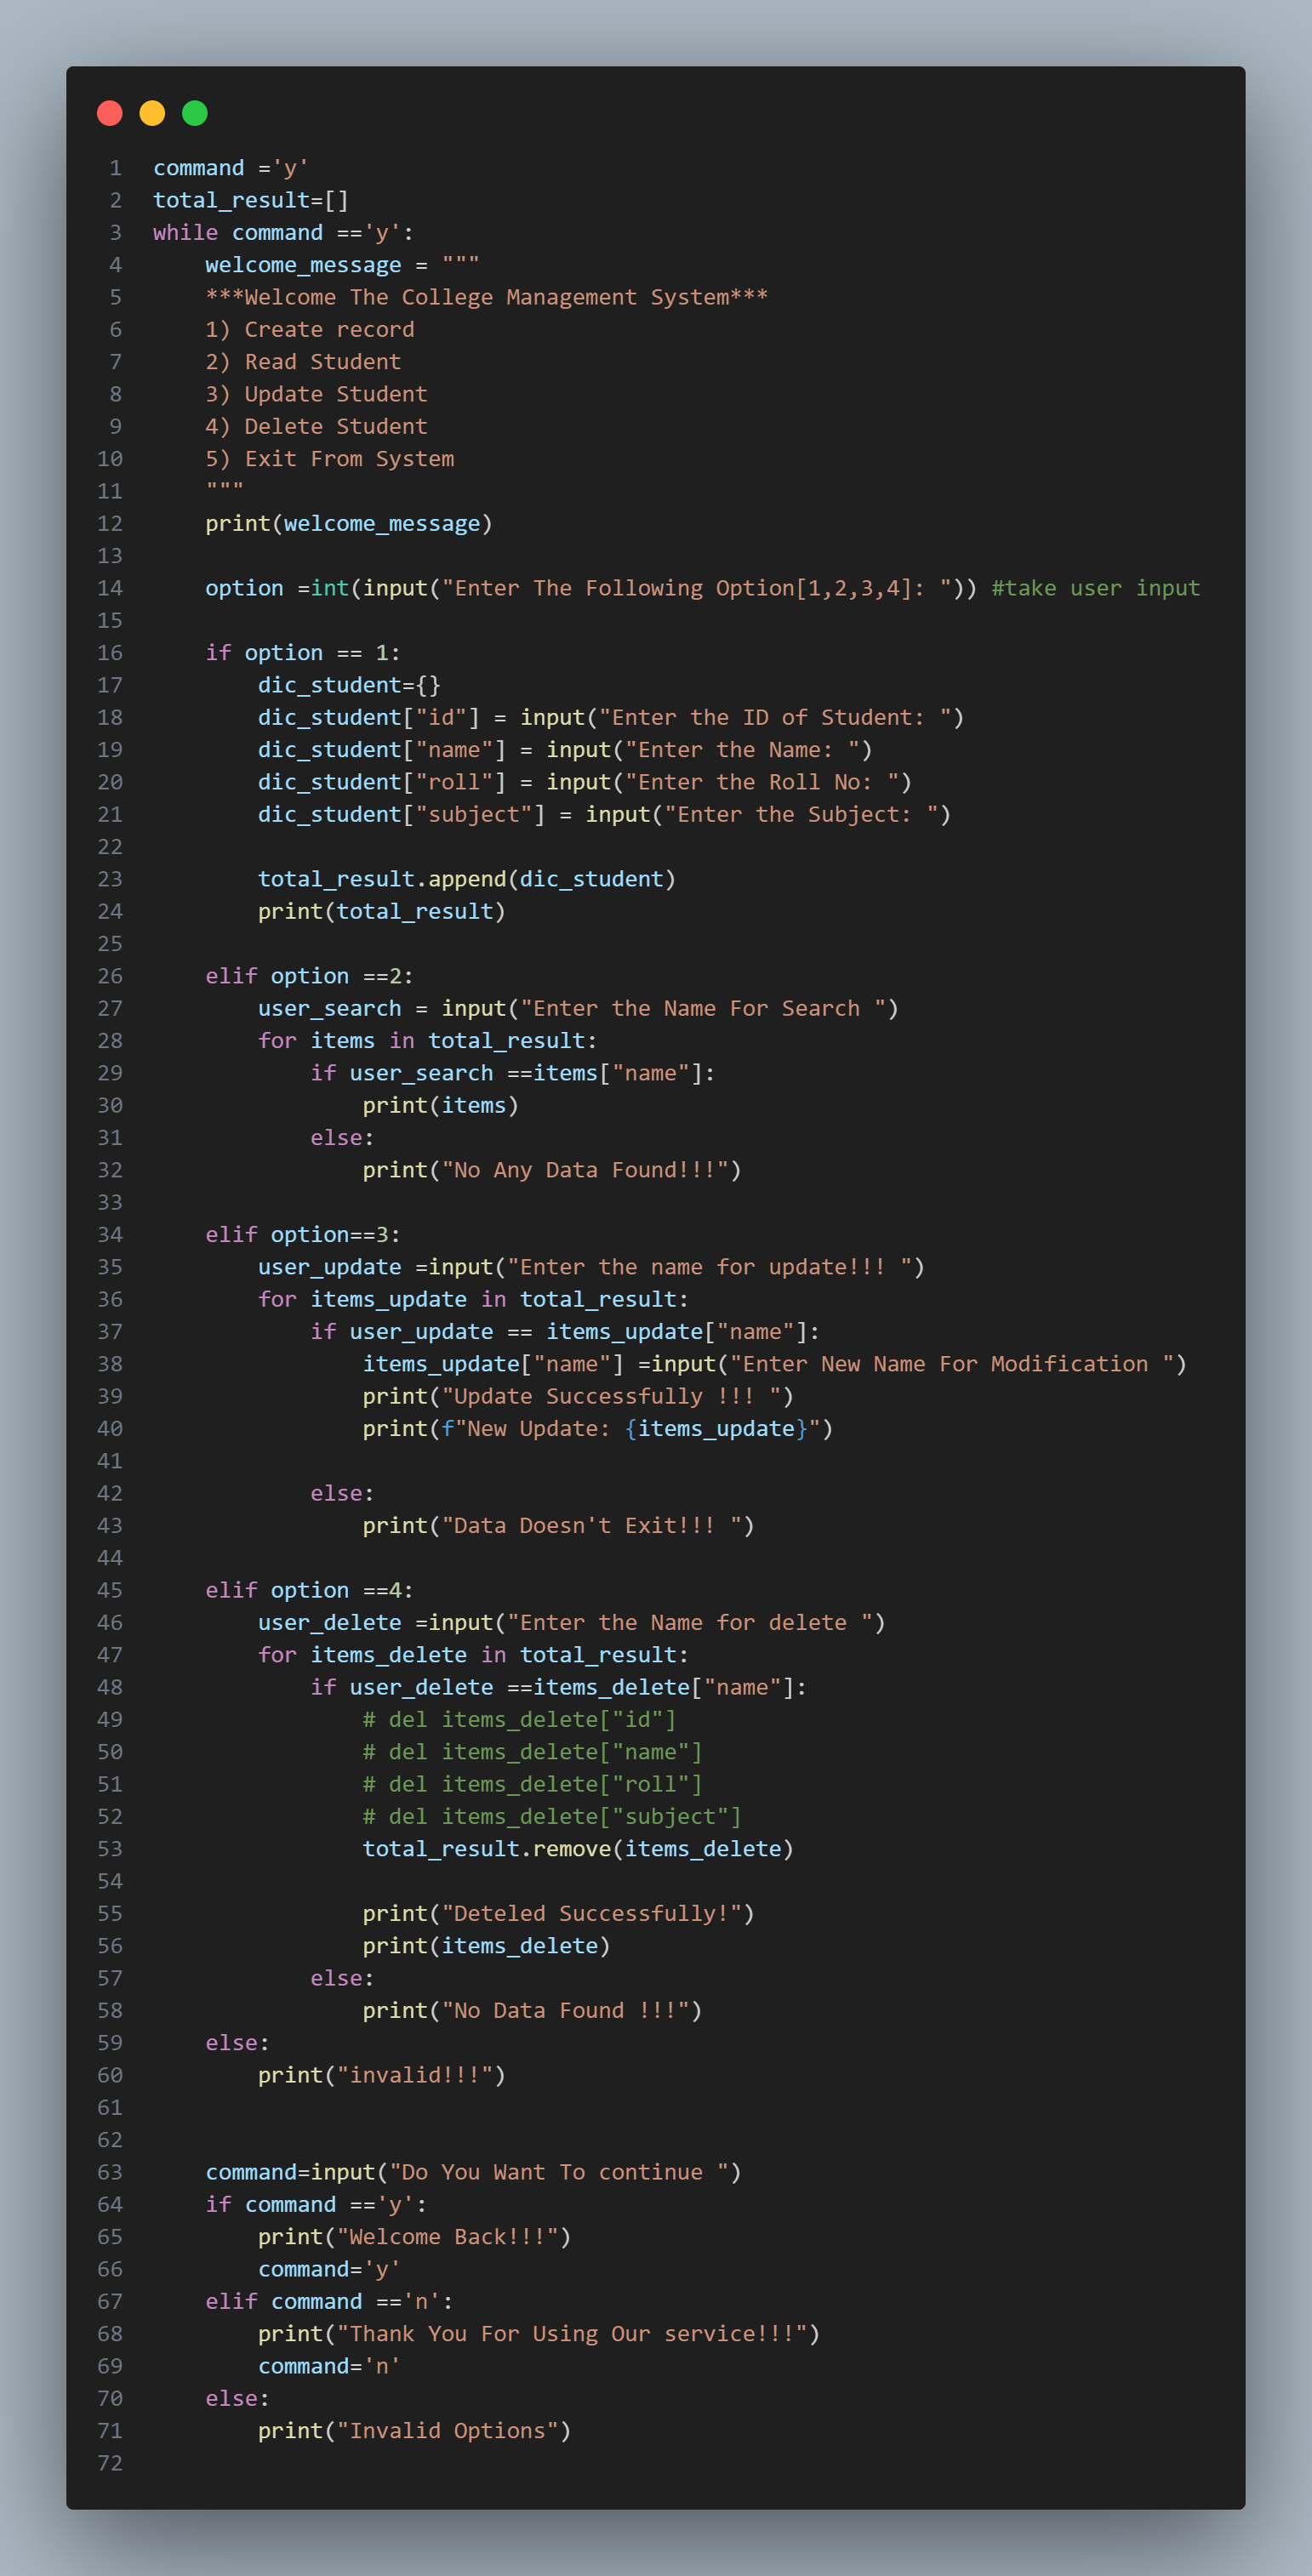 1 command ='y'
2 total_result=[]
3 while command =='y':
4     welcome_message = """
5     ***Welcome The College Management System***
6     1) Create record
7     2) Read Student
8     3) Update Student
9     4) Delete Student
10     5) Exit From System
11     """
12     print(welcome_message)
13
14     option =int(input("Enter The Following Option[1,2,3,4]: ")) #take user input
15
16     if option == 1:
17         dic_student={}
18         dic_student["id"] = input("Enter the ID of Student: ")
19         dic_student["name"] = input("Enter the Name: ")
20         dic_student["roll"] = input("Enter the Roll No: ")
21         dic_student["subject"] = input("Enter the Subject: ")
22
23         total_result.append(dic_student)
24         print(total_result)
25
26     elif option ==2:
27         user_search = input("Enter the Name For Search ")
28         for items in total_result:
29             if user_search ==items["name"]:
30                 print(items)
31             else:
32                 print("No Any Data Found!!!")
33
34     elif option==3:
35         user_update =input("Enter the name for update!!! ")
36         for items_update in total_result:
37             if user_update == items_update["name"]:
38                 items_update["name"] =input("Enter New Name For Modification ")
39                 print("Update Successfully !!! ")
40                 print(f"New Update: {items_update}")
41
42             else:
43                 print("Data Doesn't Exit!!! ")
44
45     elif option ==4:
46         user_delete =input("Enter the Name for delete ")
47         for items_delete in total_result:
48             if user_delete ==items_delete["name"]:
49                 # del items_delete["id"]
50                 # del items_delete["name"]
51                 # del items_delete["roll"]
52                 # del items_delete["subject"]
53                 total_result.remove(items_delete)
54
55                 print("Deteled Successfully!")
56                 print(items_delete)
57             else:
58                 print("No Data Found !!!")
59     else:
60         print("invalid!!!")
61
62
63     command=input("Do You Want To continue ")
64     if command =='y':
65         print("Welcome Back!!!")
66         command='y'
67     elif command =='n':
68         print("Thank You For Using Our service!!!")
69         command='n'
70     else:
71         print("Invalid Options")
72